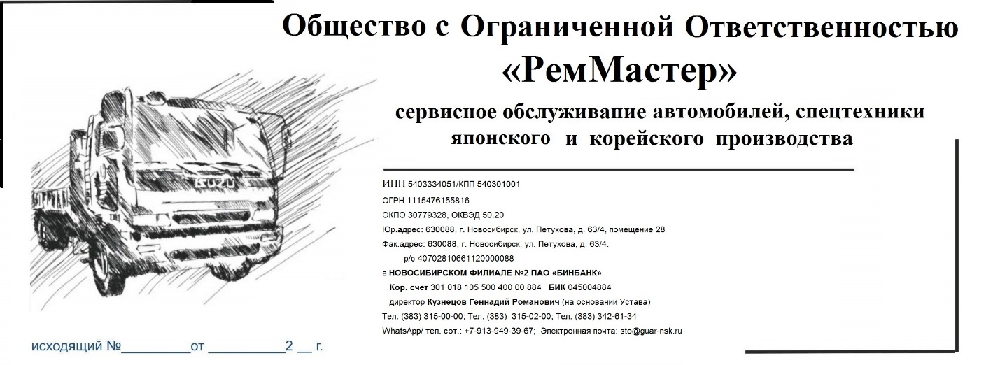 Общество с Ограниченной Ответственностью
«РемМастер»
сервисное обслуживание автомобилей, спецтехники
японского и корейского производства
ISUZU
ИНН 5403334051/КПП 540301001
ОГРН 1115476155816
ОКПО 30779328, ОКВЭД 50.20
Юр.адрес: 630088, г. Новосибирск, ул. Петухова, д. 63/4, помещение 28
Фак.адрес: 630088, г. Новосибирск, ул. Петухова, д. 63/4.
р/с 40702810661120000088
в НОВОСИБИРСКОМ ФИЛИАЛЕ №2 ПАО «БИНБАНК»
Кор. счет 301 018 105 500 400 00 884 БИК 045004884
директор Кузнецов Геннадий Романович (на основании Устава)
Тел. (383) 315-00-00; Тел. (383) 315-02-00; Тел. (383) 342-61-34
WhatsApp/ тел. сот.: +7-913-949-39-67; Электронная почта: sto@guar-nsk.ru
исходящий №_________от __________2 __ г.